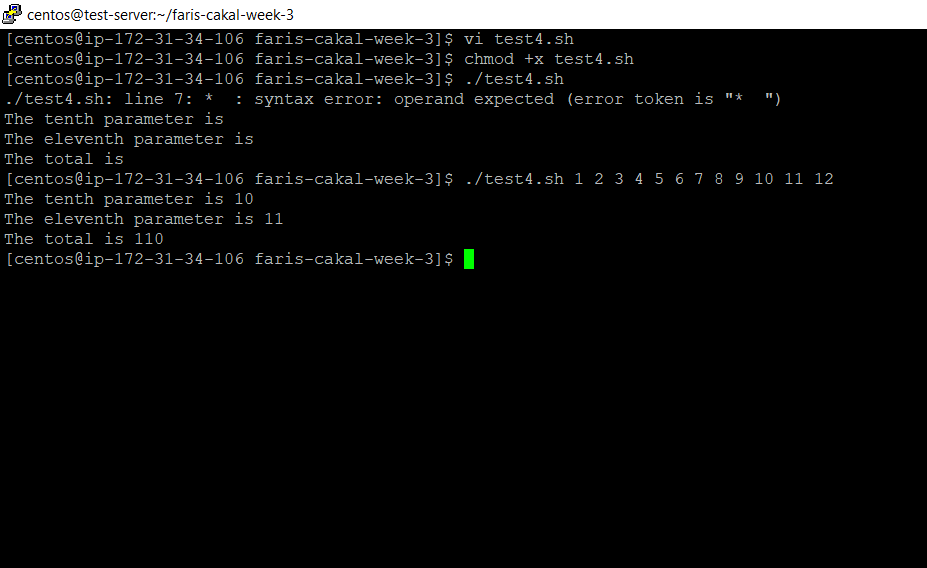 centos@test-server:~/faris-cakal-week-3
[centos@ip-172-31-34-106 faris-cakal-week-3]$ vi test4.sh
[centos@ip-172-31-34-106 faris-cakal-week-3]$ chmod +x test4.sh
[centos@ip-172-31-34-106 faris-cakal-week-3]$ ./test4.sh
./test4.sh: line 7: *  : syntax error: operand expected (error token is "*  ")
The tenth parameter is
The eleventh parameter is
The total is
[centos@ip-172-31-34-106 faris-cakal-week-3]$ ./test4.sh 1 2 3 4 5 6 7 8 9 10 11 12
The tenth parameter is 10
The eleventh parameter is 11
The total is 110
[centos@ip-172-31-34-106 faris-cakal-week-3]$